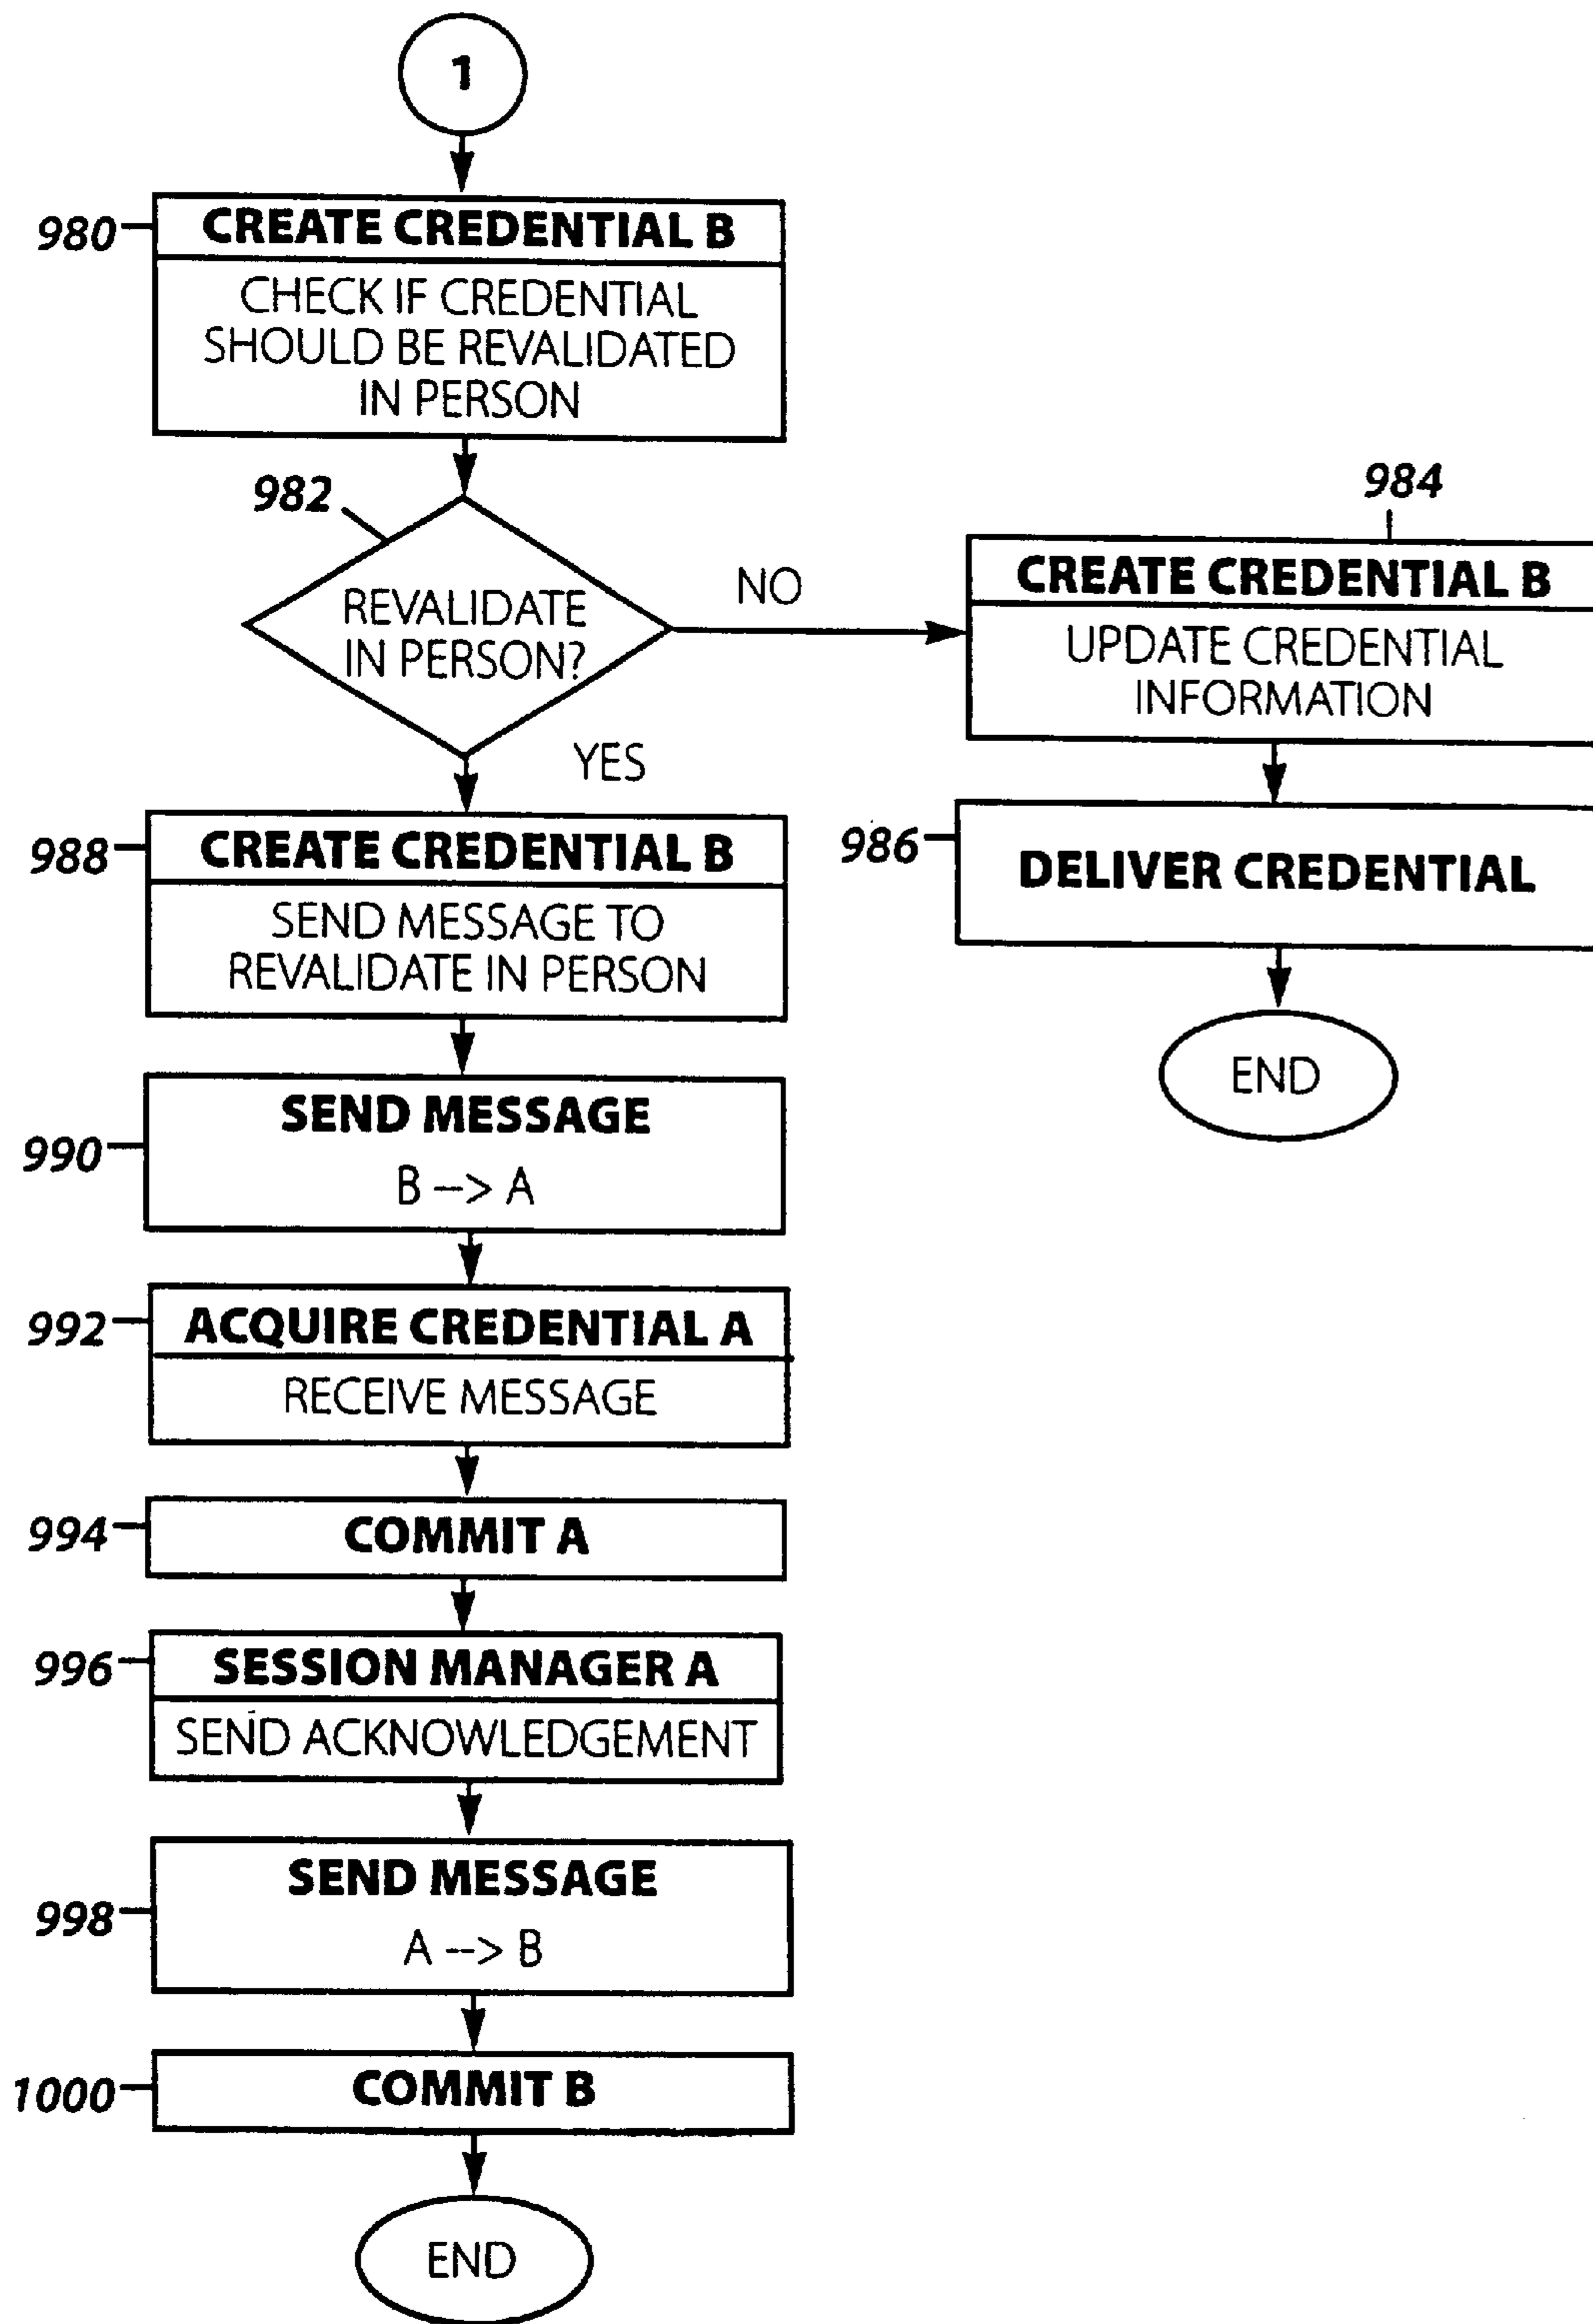 1
980
CREATE CREDENTIAL B
CHECK IF CREDENTIAL
SHOULD BE REVALIDATED
IN PERSON
982
REVALIDATE
IN PERSON?
NO
984
CREATE CREDENTIAL B
UPDATE CREDENTIAL
INFORMATION
YES
986
DELIVER CREDENTIAL
END
988
CREATE CREDENTIAL B
SEND MESSAGE TO
REVALIDATE IN PERSON
990
SEND MESSAGE
B --> A
992
ACQUIRE CREDENTIAL A
RECEIVE MESSAGE
994
COMMIT A
996
SESSION MANAGER A
SEND ACKNOWLEDGEMENT
998
SEND MESSAGE
A --> B
1000
COMMIT B
END